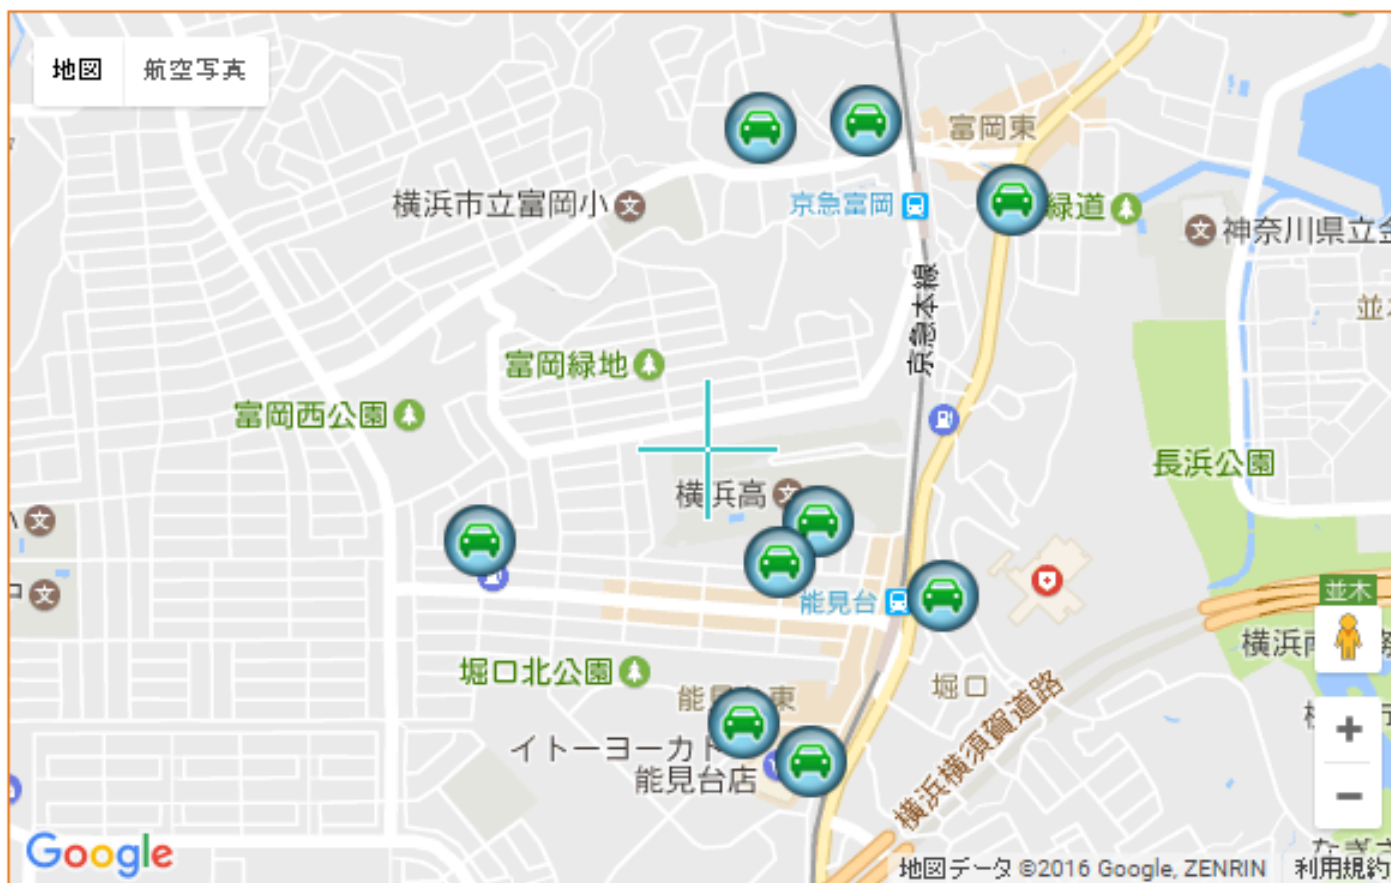 地図
航空写真
富岡東
横浜市立富岡小
京急富岡
緑道
神奈川県立金
京急本線
富岡緑地
富岡西公園
長浜公園
横浜高
能見台
並木
堀口北公園
堀口
横浜横須賀道路
イトーヨーカド
能見台店
Google
地図データ ©2016 Google, ZENRIN
利用規約